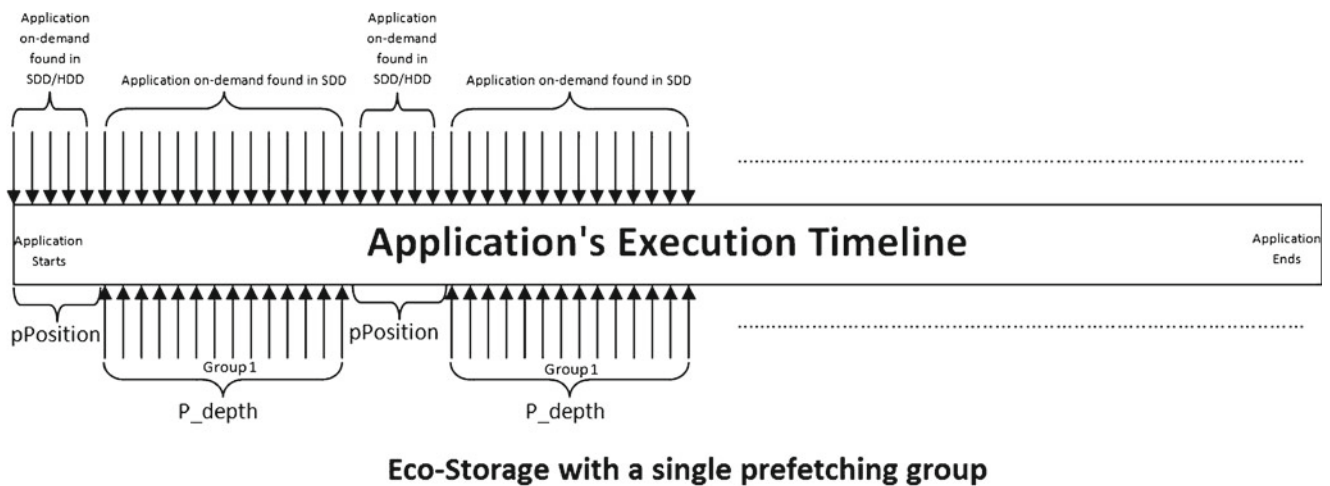 Application
on-demand
found in
SDD/HDD
Application on-demand found in SDD
Application
on-demand
found in
SDD/HDD
Application on-demand found in SDD
Application
Starts
Application's Execution Timeline
Application
Ends
pPosition
Group1
P_depth
pPosition
Group1
P_depth
Eco-Storage with a single prefetching group